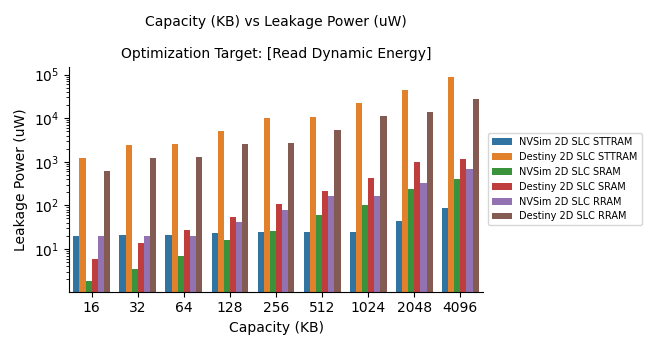 Capacity (KB) vs Leakage Power (uW)
Optimization Target: [Read Dynamic Energy]
Leakage Power (uW)
10^5
10^4
10^3
10^2
10^1
16 32 64 128 256 512 1024 2048 4096
Capacity (KB)
NVSim 2D SLC STTRAM
Destiny 2D SLC STTRAM
NVSim 2D SLC SRAM
Destiny 2D SLC SRAM
NVSim 2D SLC RRAM
Destiny 2D SLC RRAM